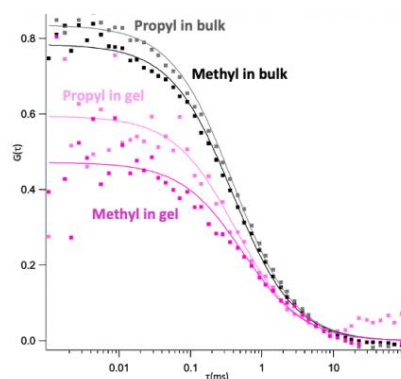 Propyl in bulk
0.8
Methyl in bulk
0.6
Propyl in gel
G(τ)
0.4
Methyl in gel
0.2
0.0
0.01
0.1
1
10
τ(ms)